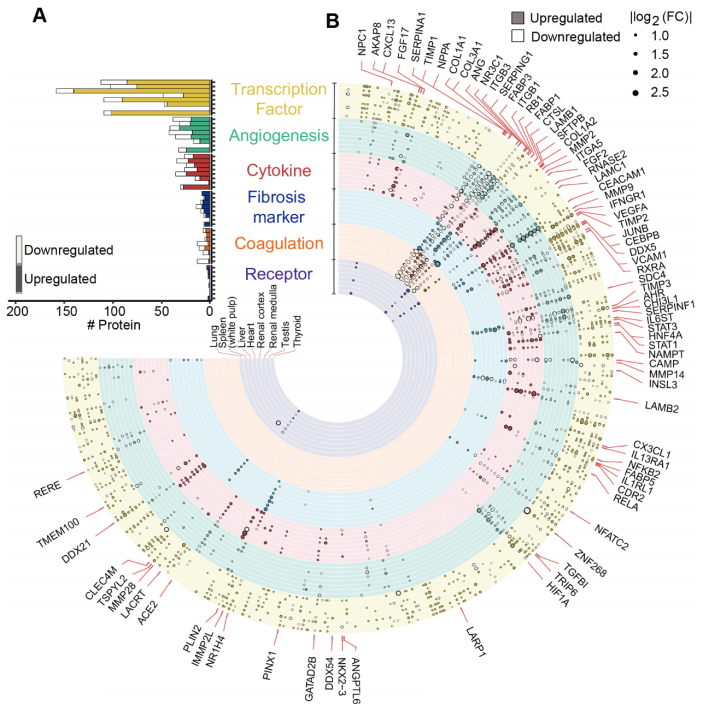 A
B
Upregulated
Downregulated
|log2 (FC)|
1.0
1.5
2.0
2.5
Transcription
Factor
Angiogenesis
Cytokine
Fibrosis
marker
Coagulation
Receptor
Downregulated
Upregulated
200
150
100
50
0
# Protein
Lung
Spleen
(white pulp)
Liver
Heart
Renal cortex
Renal medulla
Testis
Thyroid
NPC1
AKAP8
CXCL13
FGF17
SERPINA1
TIMP1
NPPA
COL1A1
COL3A1
ANG
NR3C1
ITGB3
SERPING1
FABP3
ITGB1
RB1
FABP1
CTSL
LAMB1
SFTPB
COL1A2
MMP2
ITGA5
FGF2
RNASE2
LAMC1
CEACAM1
MMP9
IFNGR1
VEGFA
TIMP2
JUNB
CEBPB
DDX5
VCAM1
RXRA
SDC4
TIMP3
AHR
CHI3L1
SERPINF1
IL6ST
STAT3
HNF4A
STAT1
NAMPT
CAMP
MMP14
INSL3
LAMB2
CX3CL1
IL13RA1
NFKB2
FABP5
IL1RL1
CDR2
RELA
NFATC2
ZNF268
TGFBI
TRIP6
HIF1A
LARP1
ANGPTL6
NKX2−3
DDX54
GATAD2B
PINX1
NR1H4
IMMP2L
PLIN2
ACE2
LACRT
MMP28
TSPYL2
CLEC4M
DDX21
TMEM100
RERE